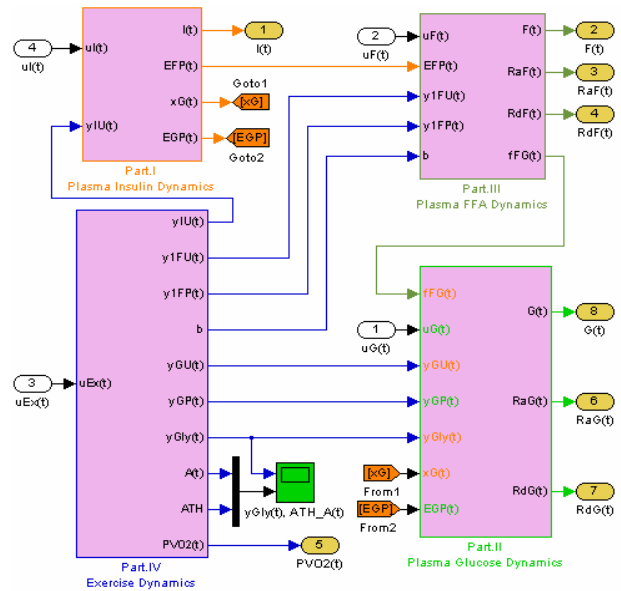 4
uI(t)
uI(t)
yIU(t)
I(t)
EFP(t)
xG(t)
EGP(t)
1
I(t)
Goto1
[xG]
[EGP]
Goto2
Part.I
Plasma Insulin Dynamics
2
uF(t)
uF(t)
EFP(t)
y1FU(t)
y1FP(t)
b
F(t)
RaF(t)
RdF(t)
fFG(t)
2
F(t)
3
RaF(t)
4
RdF(t)
Part.III
Plasma FFA Dynamics
3
uEx(t)
uEx(t)
yIU(t)
y1FU(t)
y1FP(t)
b
yGU(t)
yGP(t)
yGly(t)
A(t)
ATH
PVO2(t)
yGly(t), ATH_A(t)
5
PVO2(t)
Part.IV
Exercise Dynamics
1
uG(t)
[xG]
From1
[EGP]
From2
fFG(t)
uG(t)
yGU(t)
yGP(t)
yGly(t)
xG(t)
EGP(t)
G(t)
RaG(t)
RdG(t)
8
G(t)
6
RaG(t)
7
RdG(t)
Part.II
Plasma Glucose Dynamics